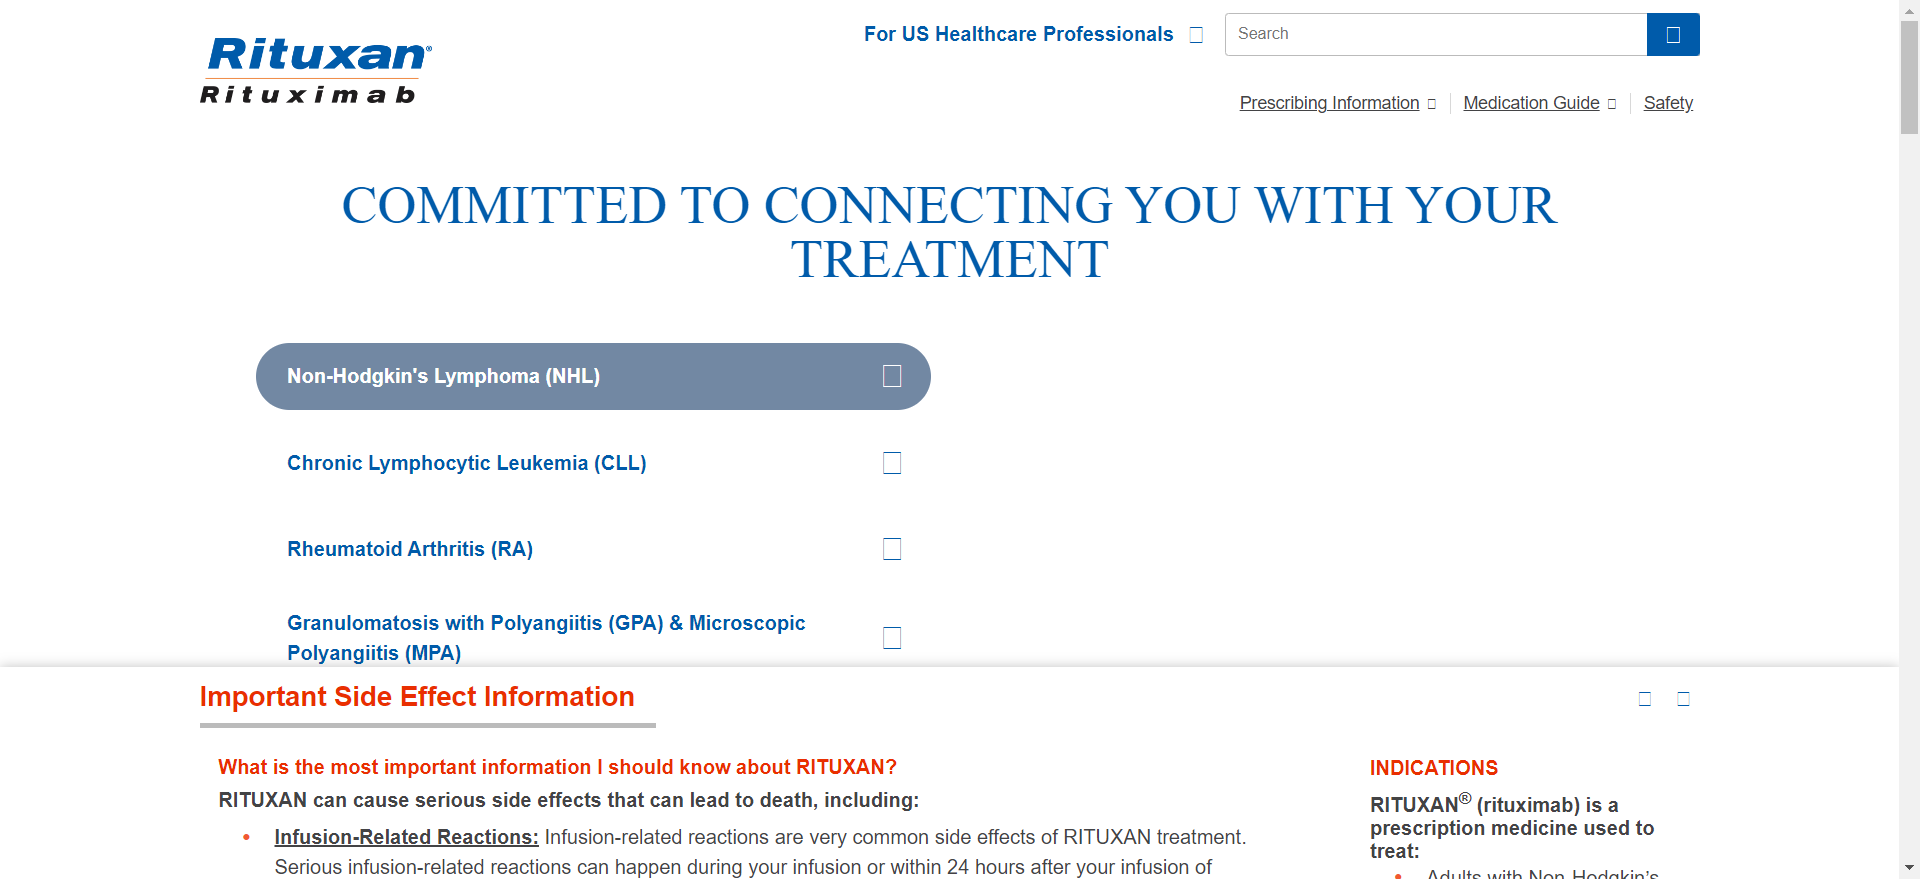 Rituxan®
Rituximab
For US Healthcare Professionals
Search
Prescribing Information
Medication Guide
Safety
COMMITTED TO CONNECTING YOU WITH YOUR
TREATMENT
Non-Hodgkin's Lymphoma (NHL)
Chronic Lymphocytic Leukemia (CLL)
Rheumatoid Arthritis (RA)
Granulomatosis with Polyangiitis (GPA) & Microscopic
Polyangiitis (MPA)
Important Side Effect Information
What is the most important information I should know about RITUXAN?
RITUXAN can cause serious side effects that can lead to death, including:
• Infusion-Related Reactions: Infusion-related reactions are very common side effects of RITUXAN treatment.
Serious infusion-related reactions can happen during your infusion or within 24 hours after your infusion of
INDICATIONS
RITUXAN® (rituximab) is a
prescription medicine used to
treat:
• Adults with Non-Hodgkin's